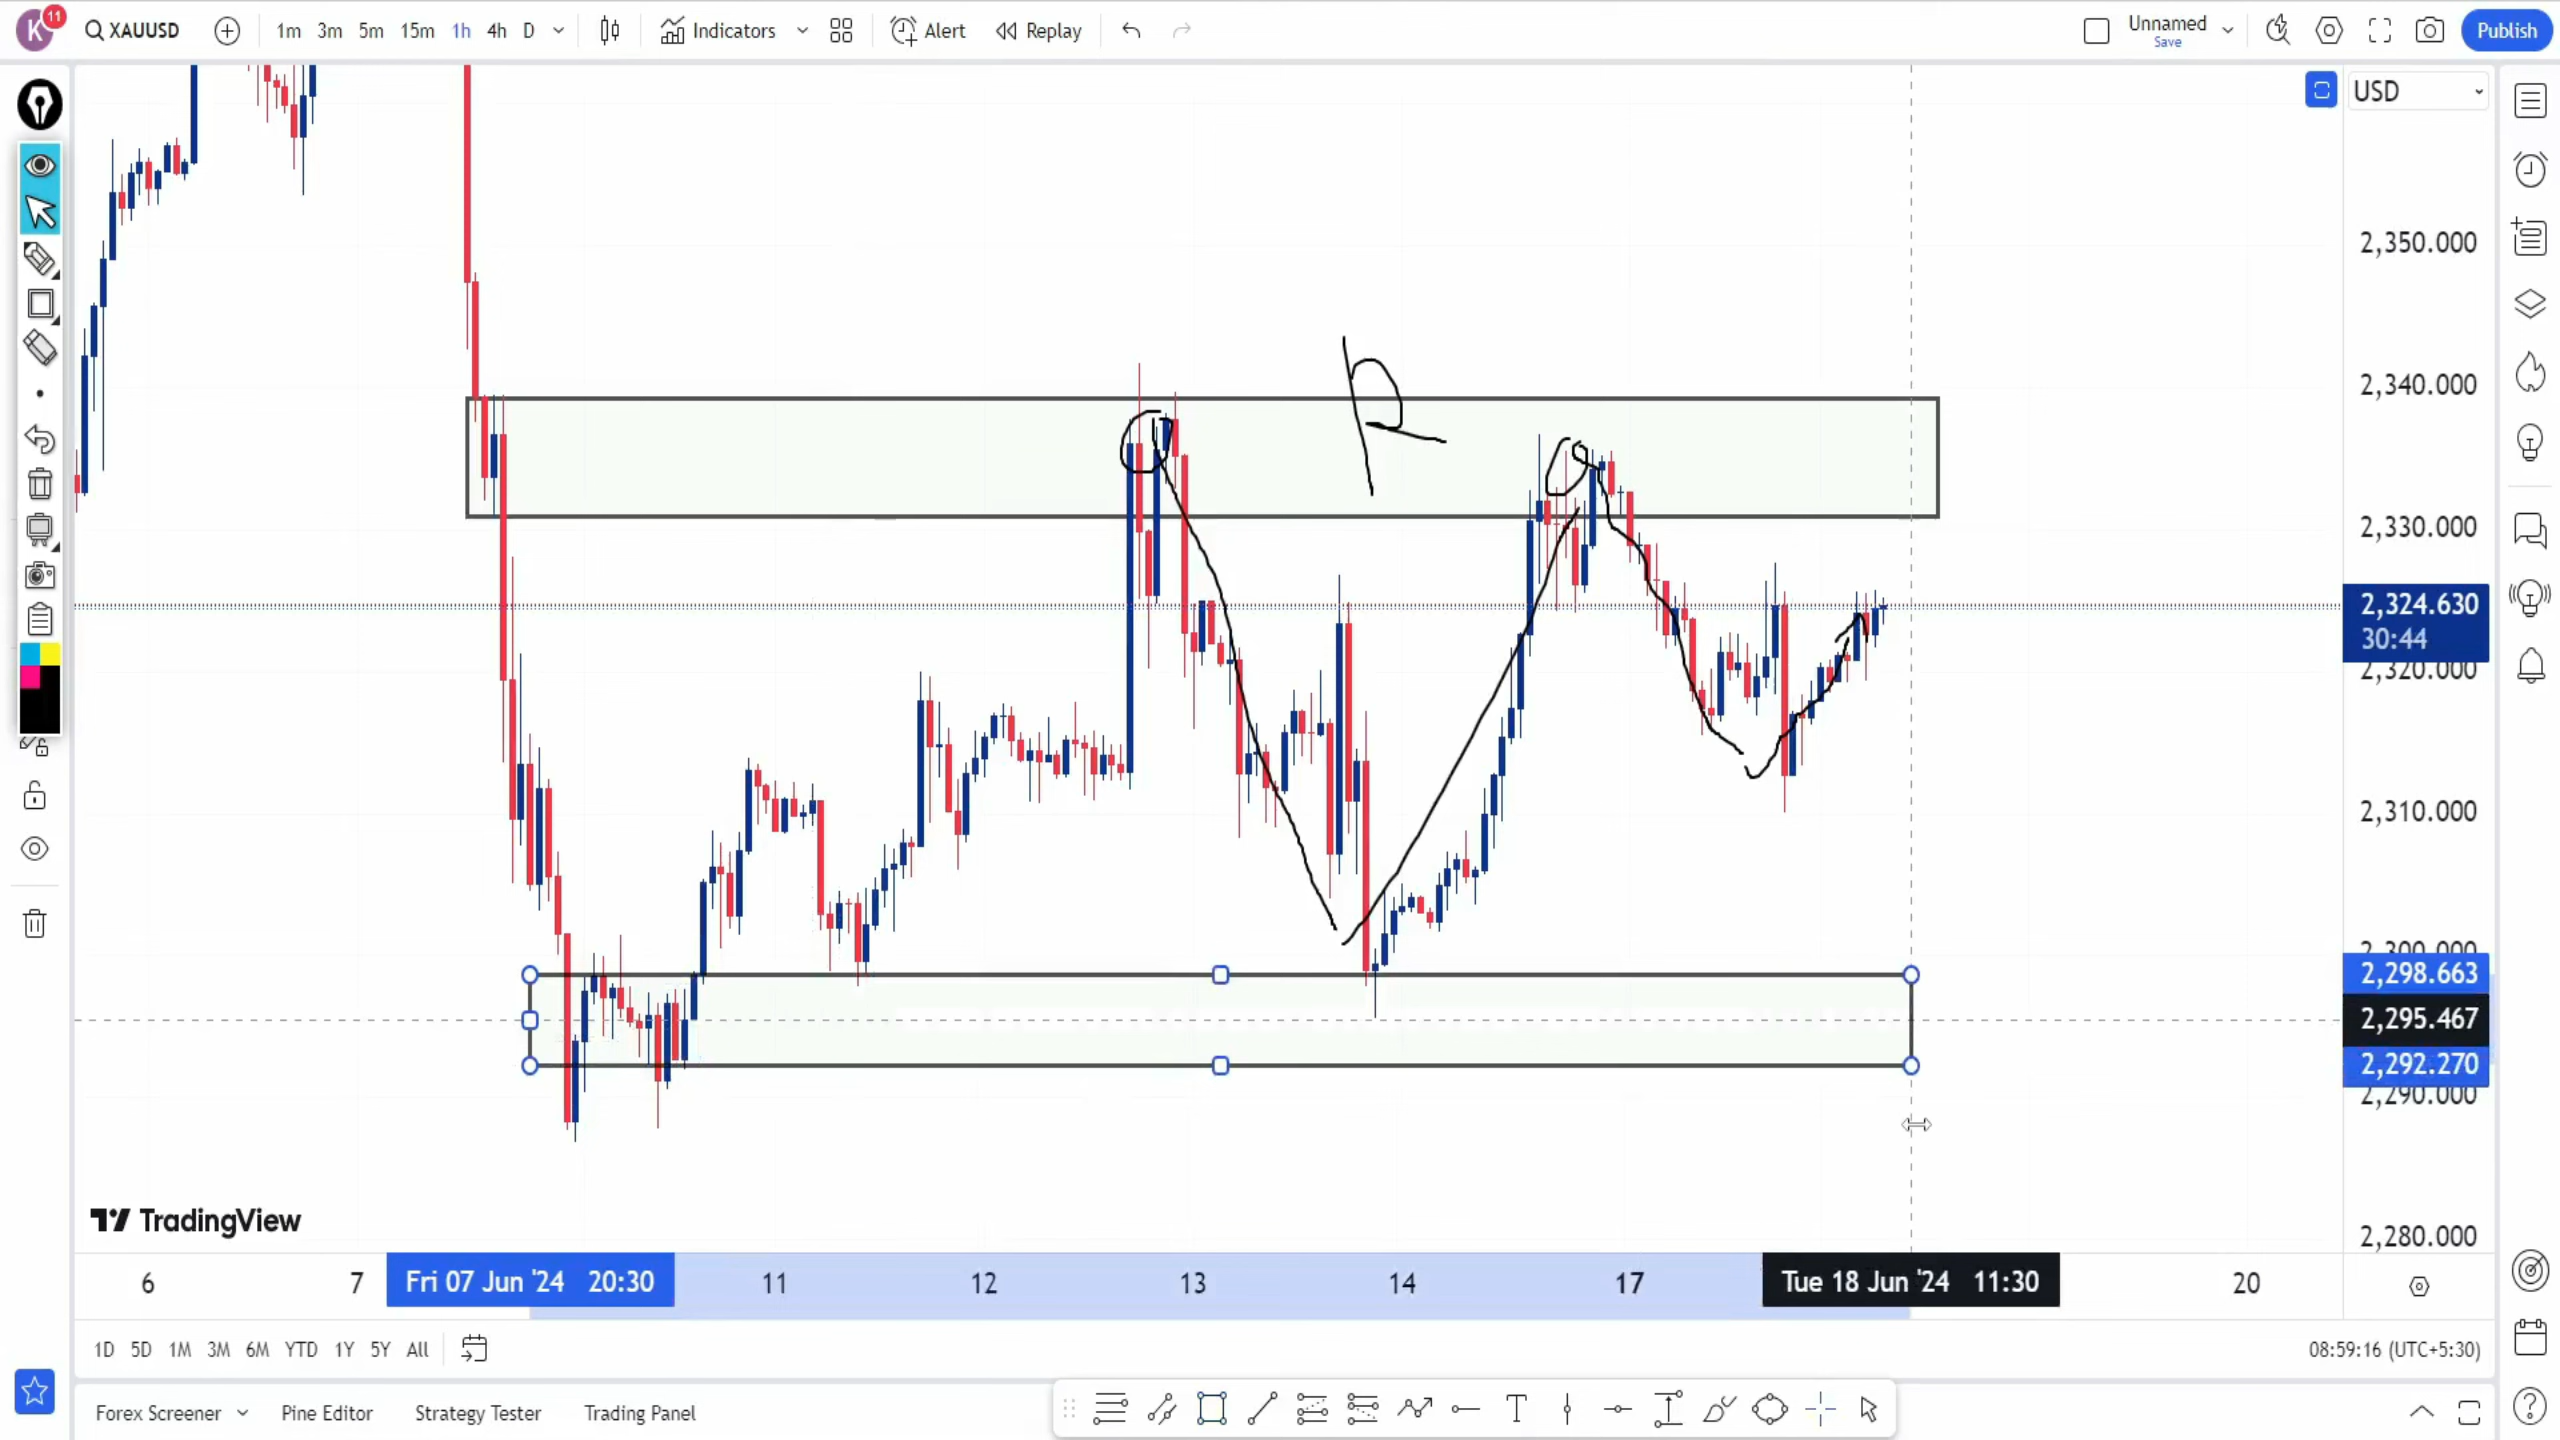 K 11 XAUUSD 1m 3m 5m 15m 1h 4h D Indicators Alert Replay Unnamed Save Publish
USD
2,350.000
R
2,340.000
2,330.000
2,324.630
30:44
2,320.000
2,310.000
2,300.000
2,298.663
2,295.467
2,292.270
2,290.000
TradingView
2,280.000
6 7 Fri 07 Jun '24 20:30 11 12 13 14 17 Tue 18 Jun '24 11:30 20
1D 5D 1M 3M 6M YTD 1Y 5Y All 08:59:16 (UTC+5:30)
Forex Screener Pine Editor Strategy Tester Trading Panel